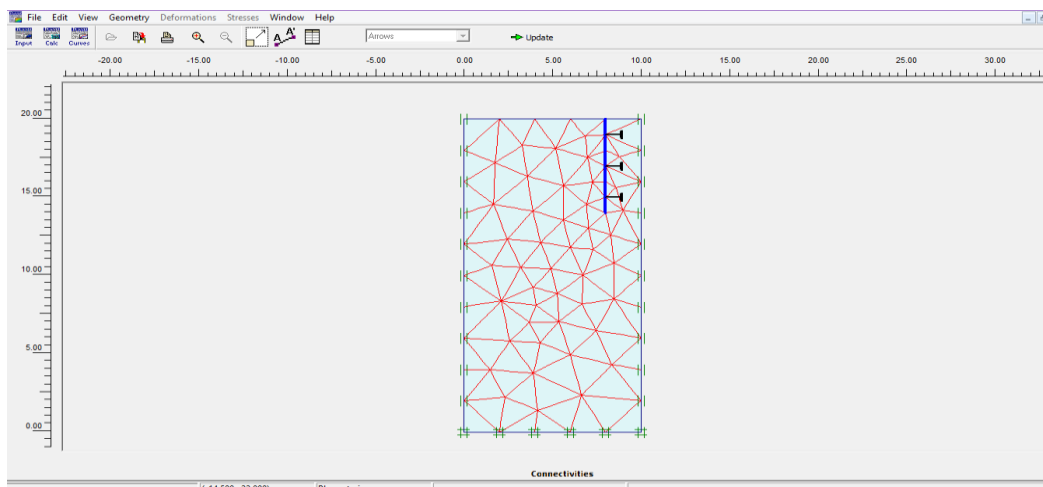 File Edit View Geometry Deformations Stresses Window Help
Input Calc Curves Arrows Update
-20.00 -15.00 -10.00 -5.00 0.00 5.00 10.00 15.00 20.00 25.00 30.00
20.00
15.00
10.00
5.00
0.00
Connectivities